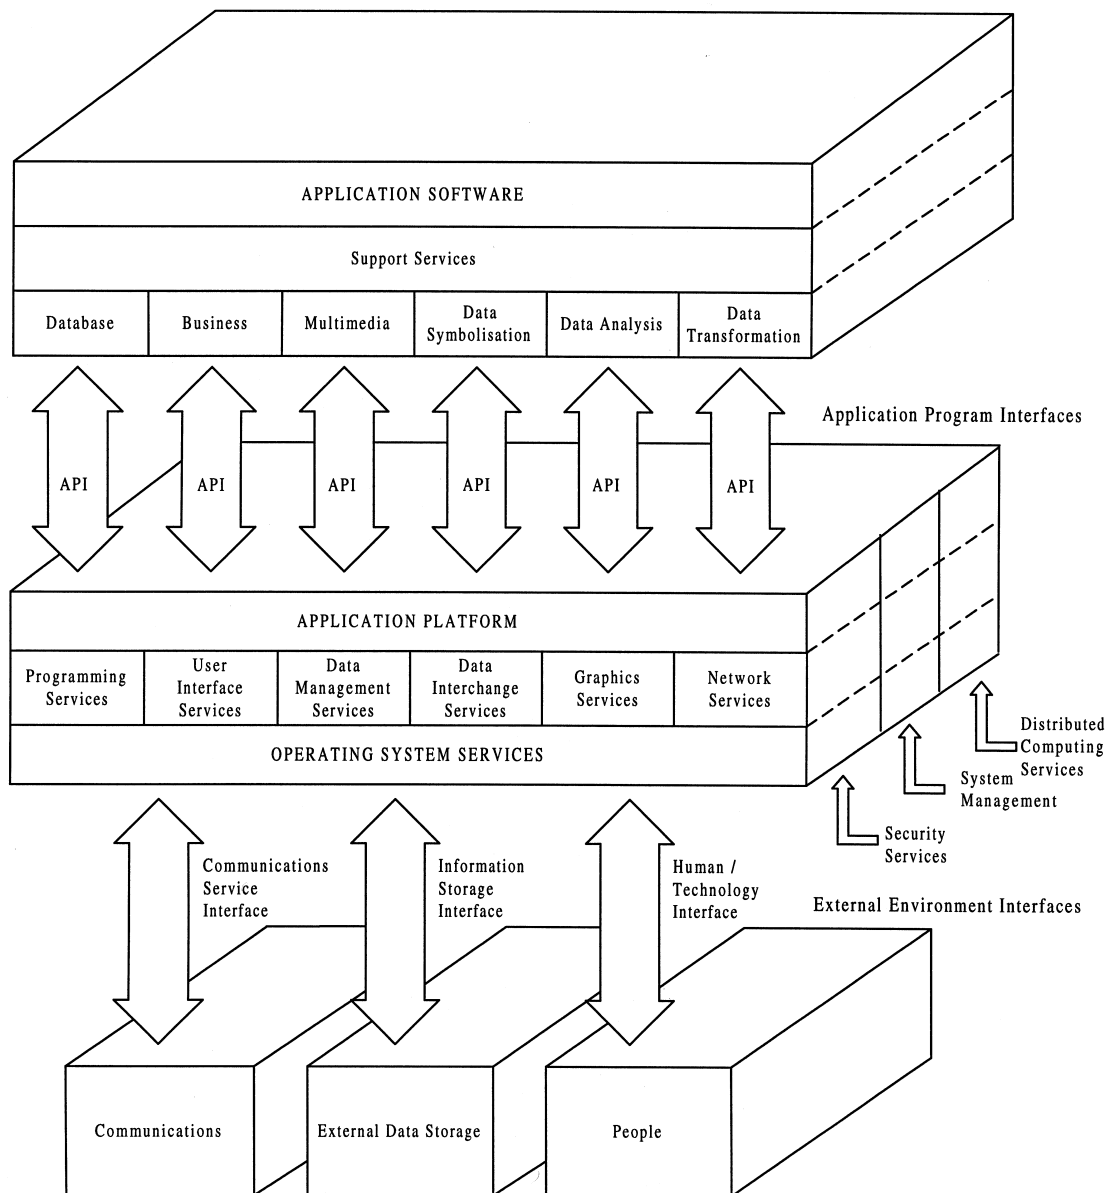 APPLICATION SOFTWARE
Support Services
Database
Business
Multimedia
Data
Symbolisation
Data Analysis
Data
Transformation
Application Program Interfaces
API
API
API
API
API
API
APPLICATION PLATFORM
Programming
Services
User
Interface
Services
Data
Management
Services
Data
Interchange
Services
Graphics
Services
Network
Services
OPERATING SYSTEM SERVICES
Distributed
Computing
Services
System
Management
Security
Services
Communications
Service
Interface
Information
Storage
Interface
Human /
Technology
Interface
External Environment Interfaces
Communications
External Data Storage
People